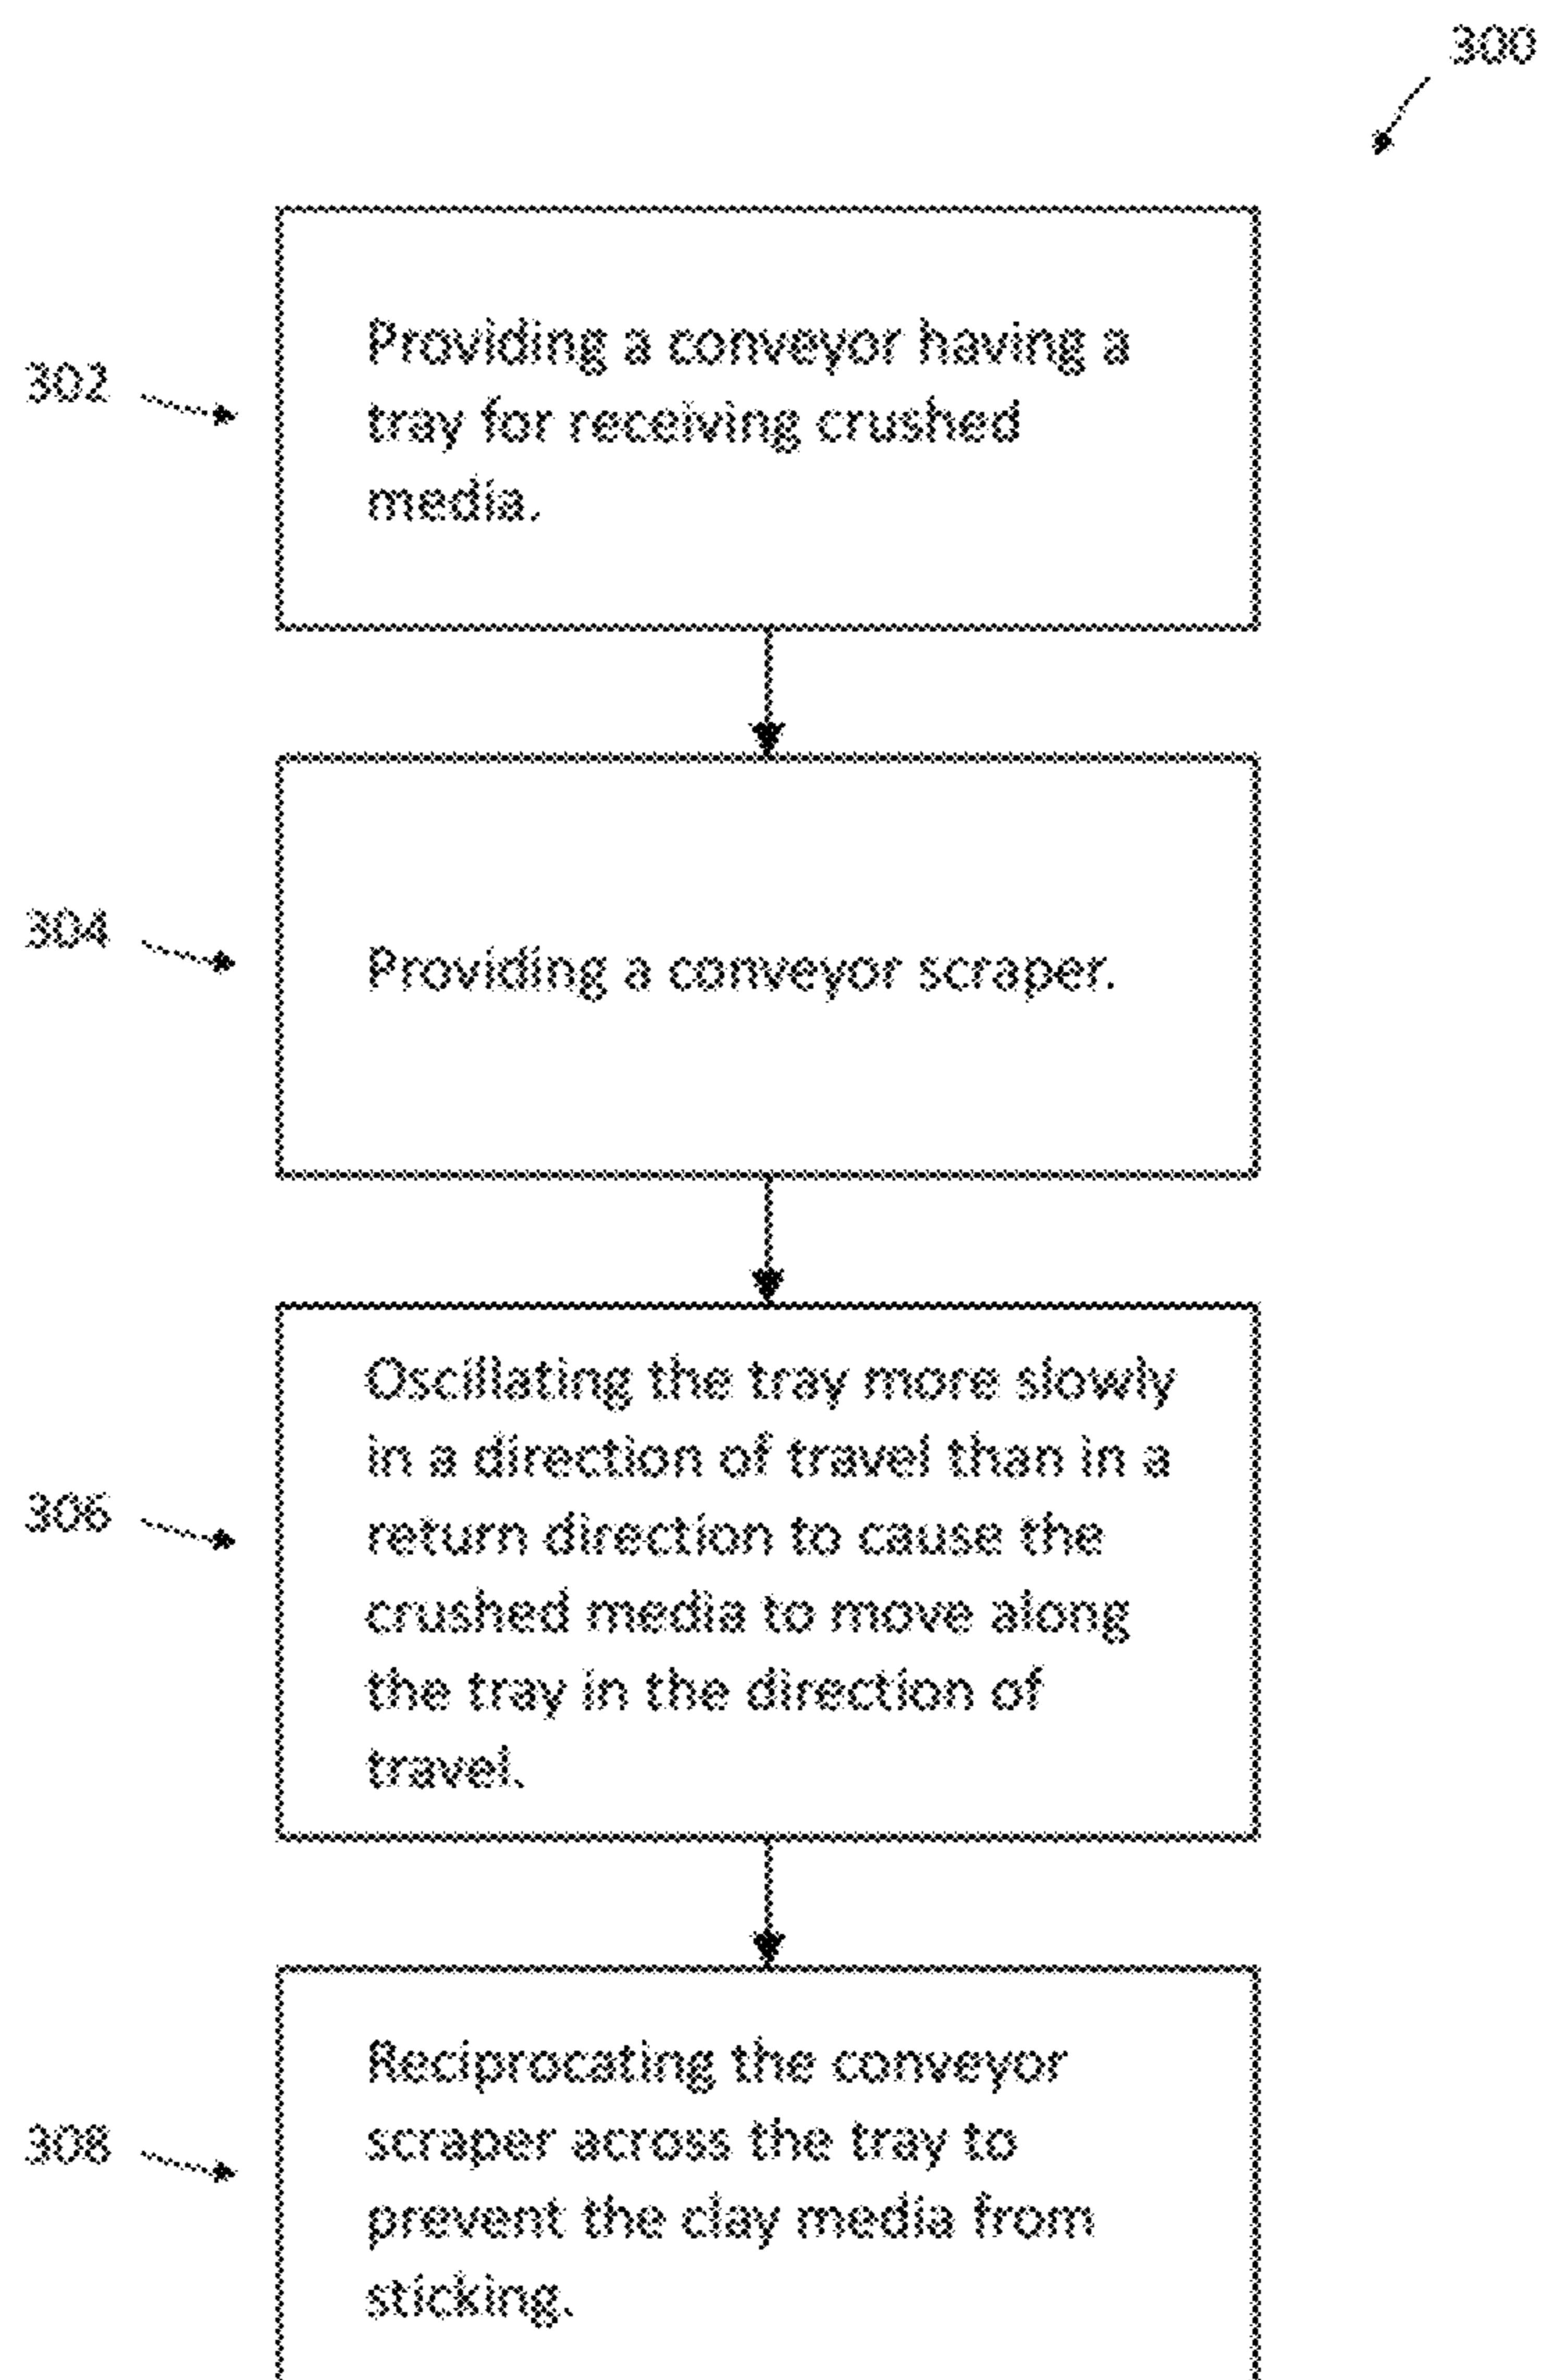 300
302
Providing a conveyor having a
tray for receiving crushed
media.
304
Providing a conveyor scraper.
306
Oscillating the tray more slowly
in a direction of travel than in a
return direction to cause the
crushed media to move along
the tray in the direction of
travel.
308
Reciprocating the conveyor
scraper across the tray to
prevent the clay media from
sticking.